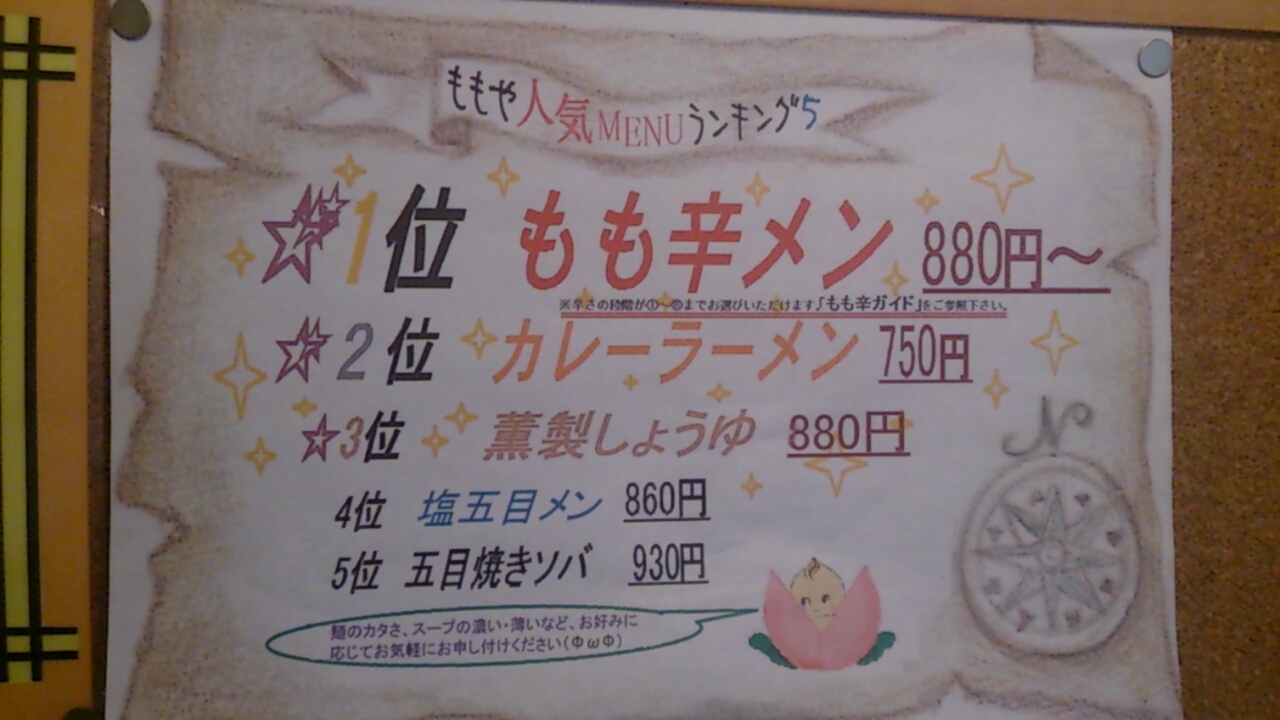 ももや人気MENUランキング5
1位 もも辛メン 880円～
※辛さの段階が①～⑩までお選びいただけます。「もも辛ガイド」をご参照下さい。
2位 カレーラーメン 750円
3位 薫製しょうゆ 880円
4位 塩五目メン 860円
5位 五目焼きソバ 930円
麺のカタさ、スープの濃い・薄いなど、お好みに
応じてお気軽にお申し付けください(ΦωΦ)
N